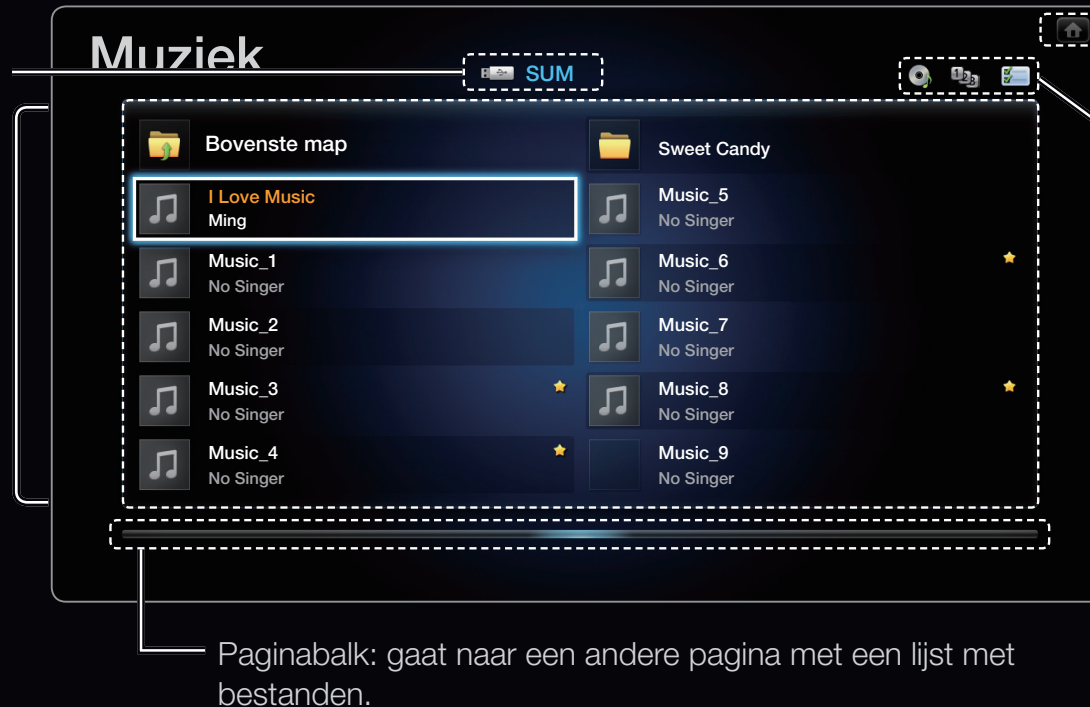 Muziek
SUM
Bovenste map
I Love Music
Ming
Music_1
No Singer
Music_2
No Singer
Music_3
No Singer
Music_4
No Singer
Sweet Candy
Music_5
No Singer
Music_6
No Singer
Music_7
No Singer
Music_8
No Singer
Music_9
No Singer
Paginabalk: gaat naar een andere pagina met een lijst met
bestanden.